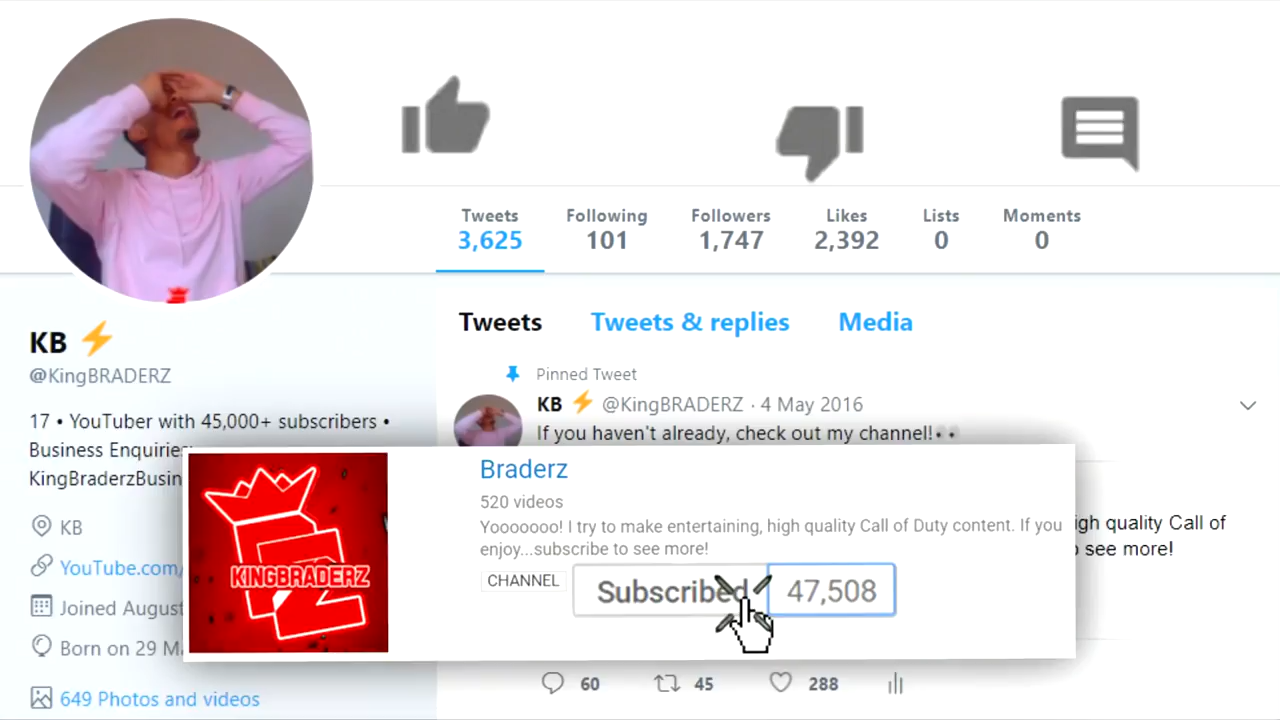 Tweets Following Followers Likes Lists Moments
3,625 101 1,747 2,392 0 0
KB ⚡
@KingBRADERZ
17 • YouTuber with 45,000+ subscribers •
Business Enquiries
KingBraderzBusin
KB
YouTube.com/
Joined August
Born on 29 M
649 Photos and videos
Tweets Tweets & replies Media
Pinned Tweet
KB ⚡ @KingBRADERZ · 4 May 2016
If you haven't already, check out my channel!👀
igh quality Call of
see more!
KINGBRADERZ
Braderz
520 videos
Yooooooo! I try to make entertaining, high quality Call of Duty content. If you
enjoy...subscribe to see more!
CHANNEL
Subscribed 47,508
60 45 288